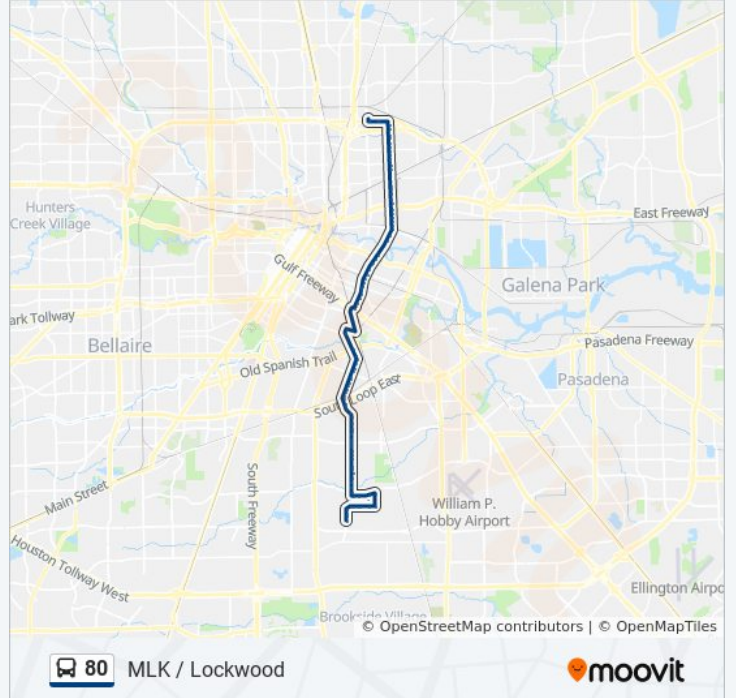 Hunters
Creek Village
East Freeway
Gulf Freeway
Galena Park
ark Tollway
Bellaire
Pasadena Freeway
Old Spanish Trail
Pasadena
South Loop East
Main Street
South Freeway
William P.
Hobby Airport
Houston Tollway West
Ellington Airpo
Brookside Village
© OpenStreetMap contributors | © OpenMapTiles
80 MLK / Lockwood
moovit